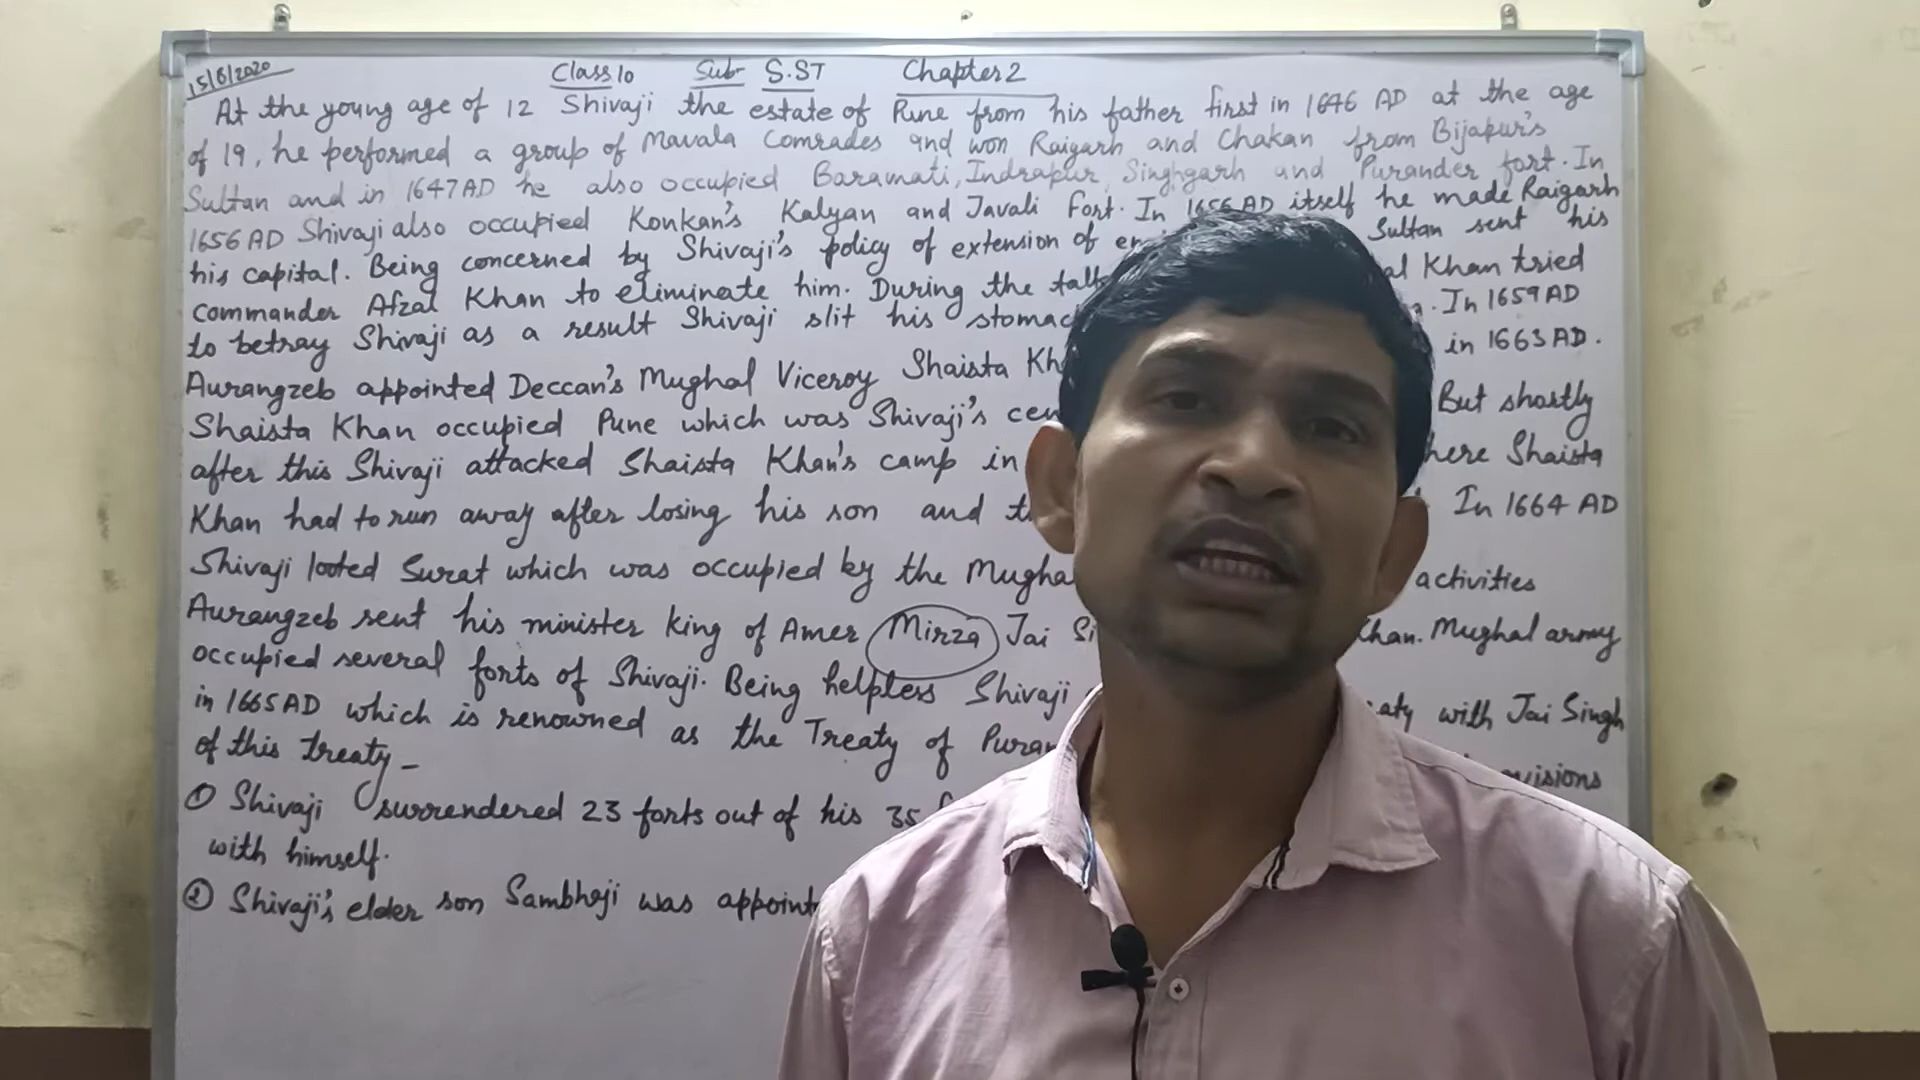 15/6/2020
Class 10 Sub- S.ST Chapter 2
At the young age of 12 Shivaji the estate of Pune from his father first in 1646 AD at the age
of 19, he performed a group of Mavala Comrades and won Raigarh and Chakan from Bijapur's
Sultan and in 1647 AD he also occupied Baramati, Indrapur, Singhgarh and Purander fort. In
1656 AD Shivaji also occupied Konkan's Kalyan and Javali Fort. In 1656 AD itself he made Raigarh
his capital. Being concerned by Shivaji's policy of extension of Sultan sent his
commander Afzal Khan to eliminate him. During the Khan tried
to betray Shivaji as a result Shivaji slit his In 1659 AD
Aurangzeb appointed Deccan's Mughal Viceroy Shaista in 1663 AD.
Shaista Khan occupied Pune which was Shivaji's But shortly
after this Shivaji attacked Shaista Khan's camp in Shaista
Khan had to run away after losing his son and In 1664 AD
Shivaji looted Surat which was occupied by the activities
Aurangzeb sent his minister king of Amer Mirza Jai Khan. Mughal army
occupied several forts of Shivaji. Being helpless Shivaji with Jai Singh
in 1665 AD which is renowned as the Treaty of
of this treaty-
① Shivaji surrendered 23 forts out of his 35
with himself.
② Shivaji's elder son Sambhaji was